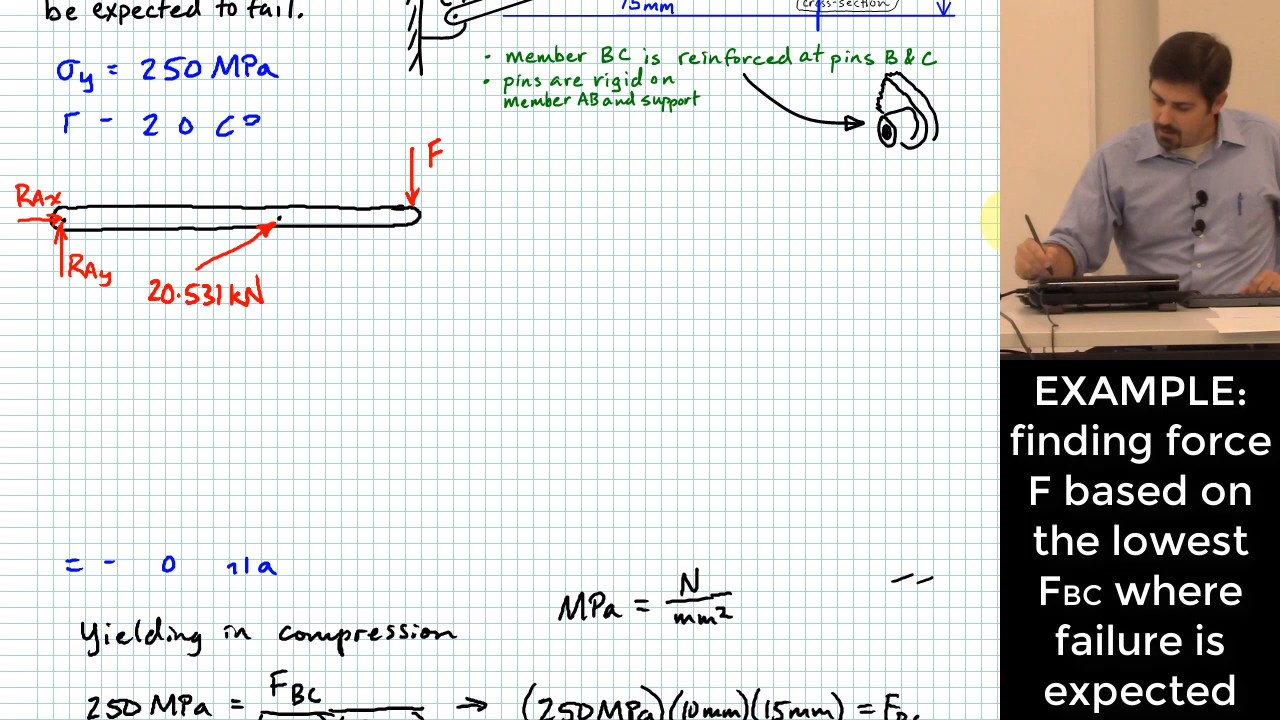 be expected to fail.
σy = 250 MPa
15mm
cross-section
• member BC is reinforced at pins B & C
• pins are rigid on
member AB and support
F
RAx
RAy
20.531 kN
MPa = N
mm²
Yielding in compression
250 MPa = FBC
→ (250 MPa)(10mm)(15mm) =
EXAMPLE:
finding force
F based on
the lowest
FBC where
failure is
expected